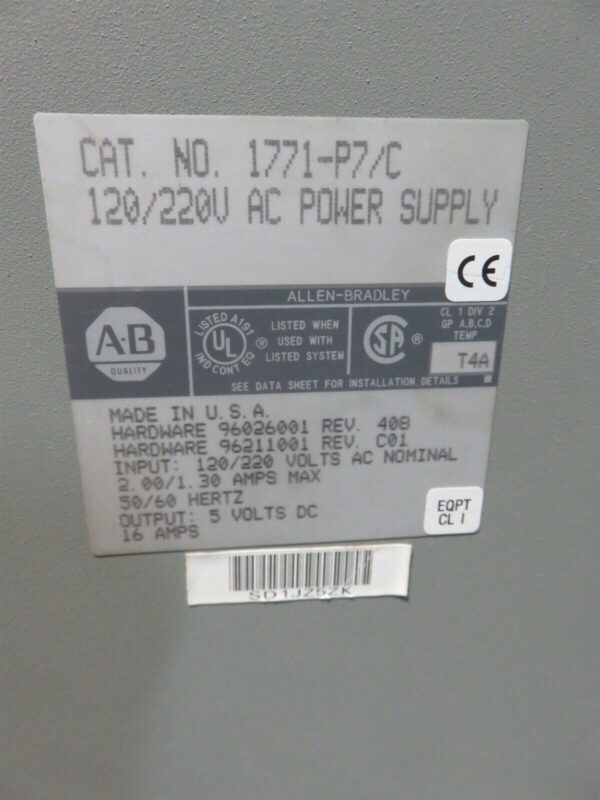 CAT. NO. 1771-P7/C
120/220V AC POWER SUPPLY
CE
ALLEN-BRADLEY
A-B
QUALITY
LISTED A191
UL ®
IND CONT EQ
LISTED WHEN
USED WITH
LISTED SYSTEM
SA ®
CL 1 DIV 2
GP A,B,C,D
TEMP
T4A
SEE DATA SHEET FOR INSTALLATION DETAILS
MADE IN U.S.A.
HARDWARE 96026001 REV. 408
HARDWARE 96211001 REV. C01
INPUT: 120/220 VOLTS AC NOMINAL
2.00/1.30 AMPS MAX
50/60 HERTZ
OUTPUT: 5 VOLTS DC
16 AMPS
EQPT
CL I
SD1JZ5ZK